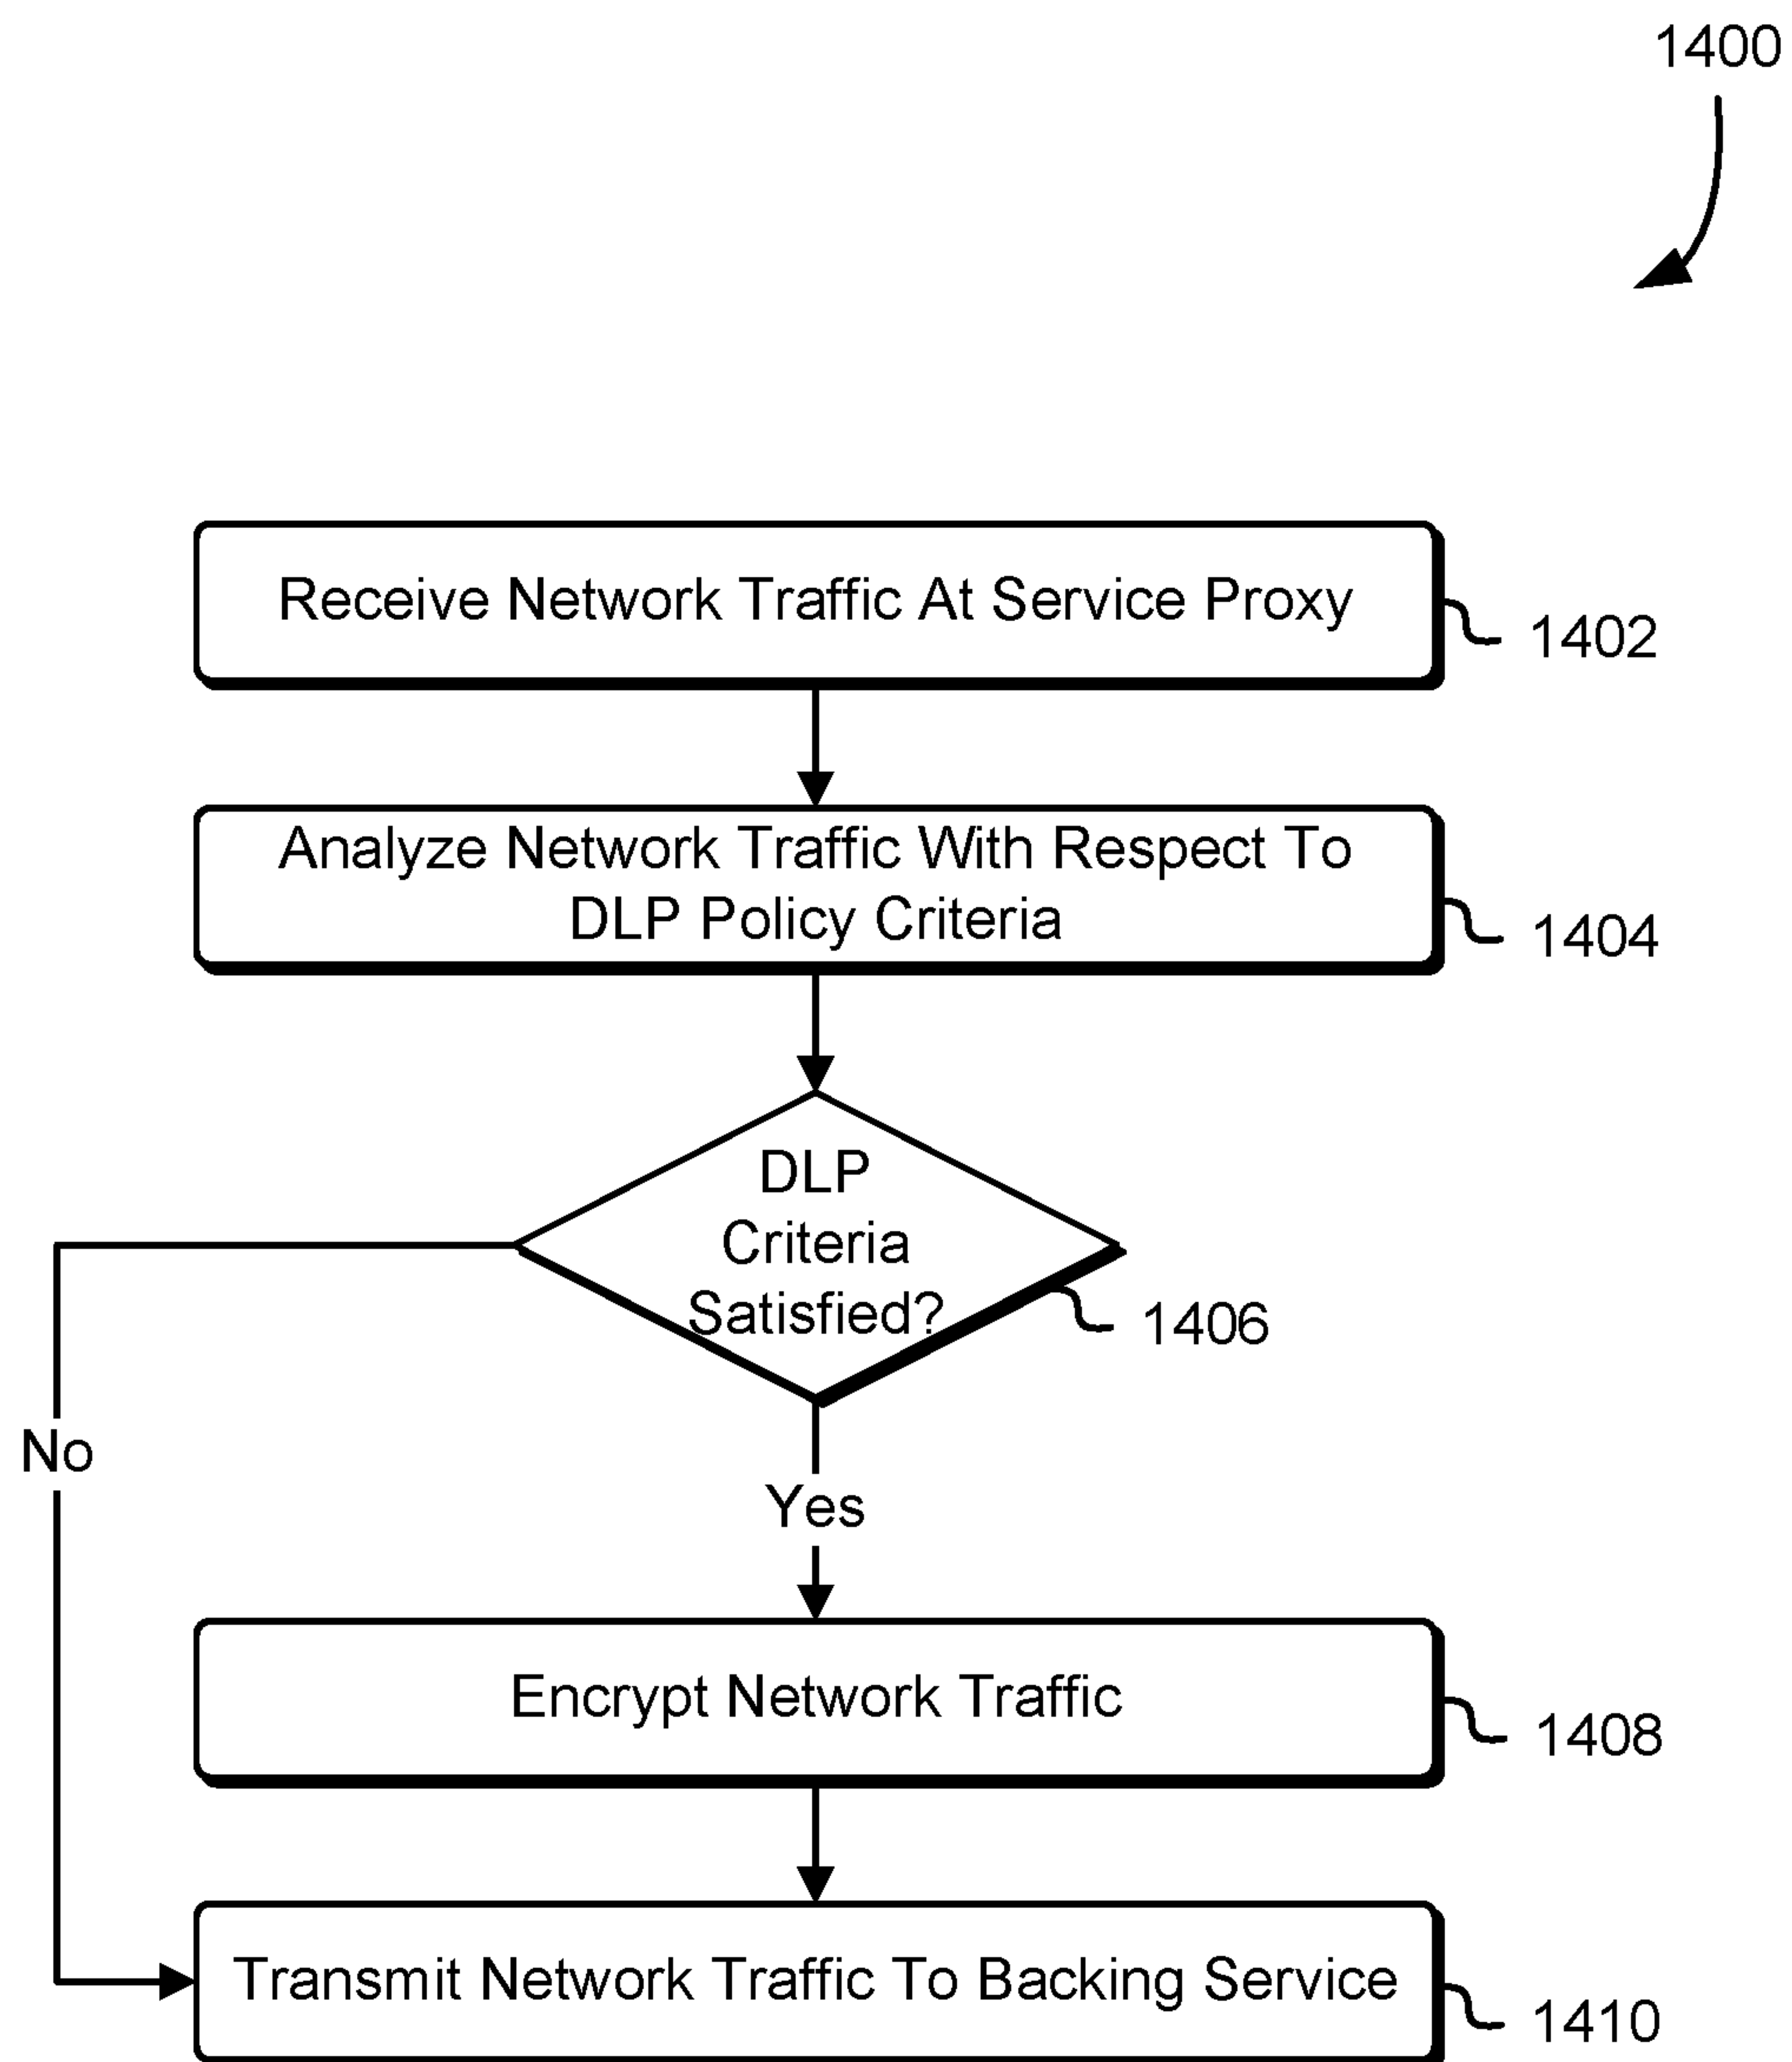 1400
Receive Network Traffic At Service Proxy
1402
Analyze Network Traffic With Respect To
DLP Policy Criteria
1404
DLP
Criteria
Satisfied?
1406
No
Yes
Encrypt Network Traffic
1408
Transmit Network Traffic To Backing Service
1410